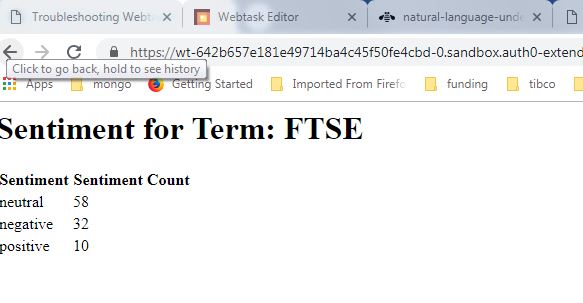 Troubleshooting Webta
Webtask Editor
natural-language-unde
https://wt-642b657e181e49714ba4c45f50fe4cbd-0.sandbox.auth0-extend
Click to go back, hold to see history
Apps mongo Getting Started Imported From Firefo funding tibco
Sentiment for Term: FTSE
Sentiment Sentiment Count
neutral 58
negative 32
positive 10